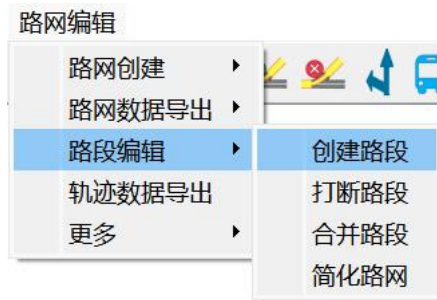 路网编辑
路网创建
路网数据导出
路段编辑
轨迹数据导出
更多
创建路段
打断路段
合并路段
简化路网